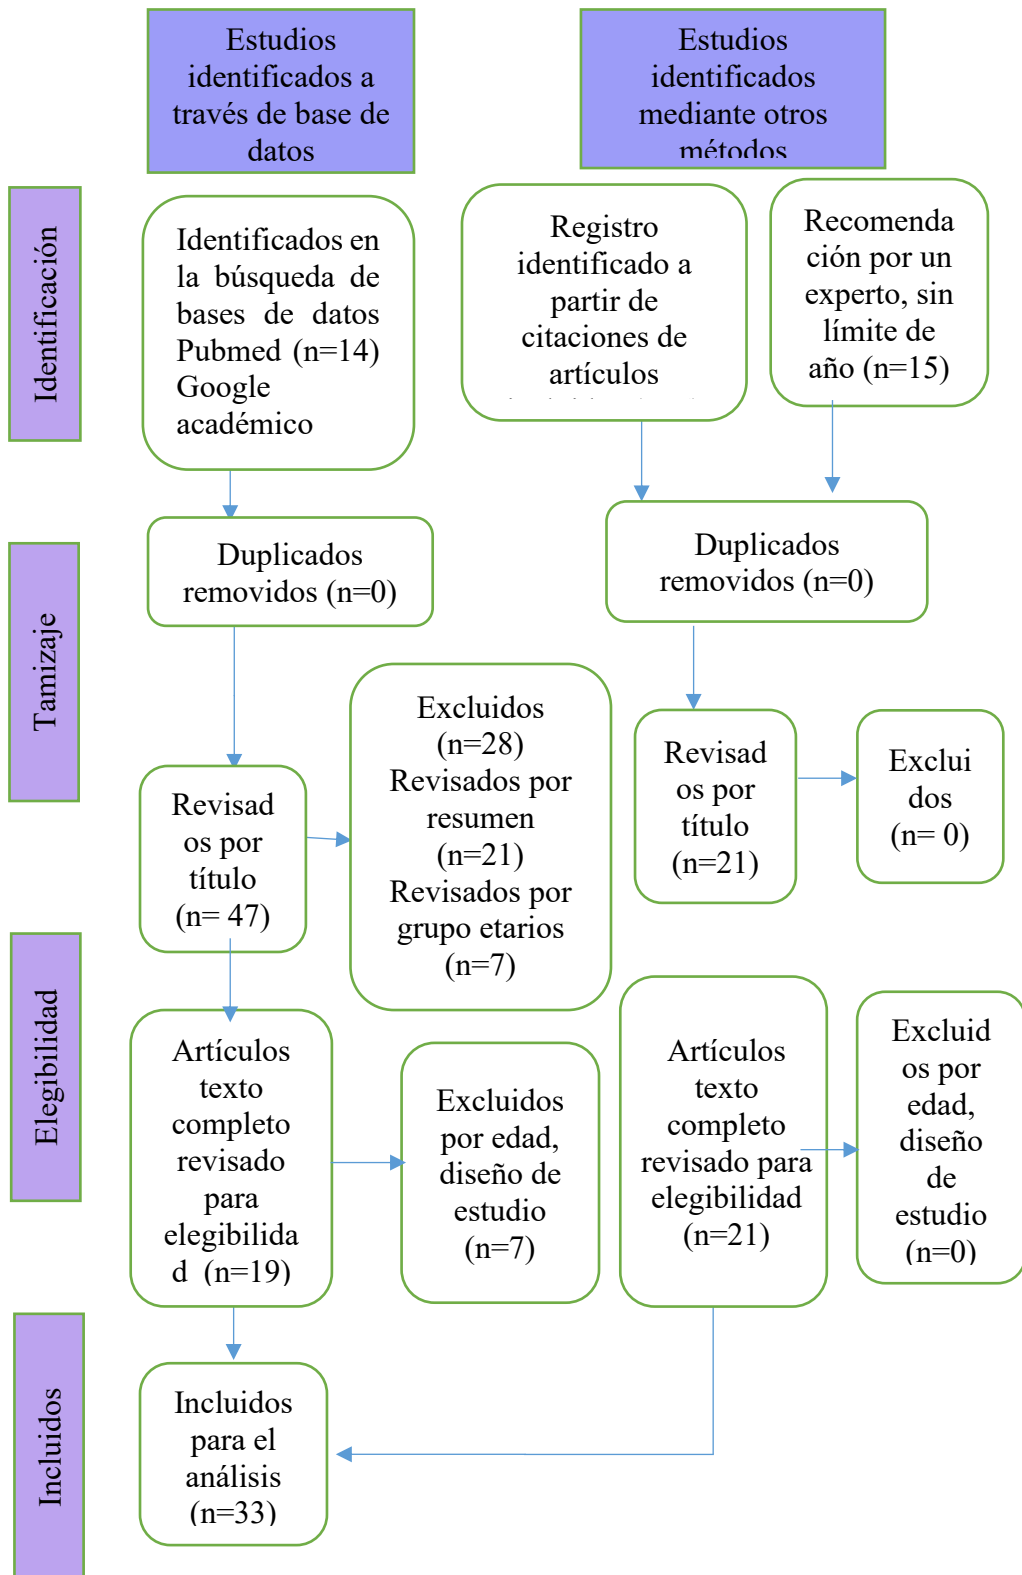 Estudios
identificados a
través de base de
datos
Estudios
identificados
mediante otros
métodos
Identificación
Identificados en
la búsqueda de
bases de datos
Pubmed (n=14)
Google
académico
Registro
identificado a
partir de
citaciones de
artículos
Recomenda
ción por un
experto, sin
límite de
año (n=15)
Tamizaje
Duplicados
removidos (n=0)
Duplicados
removidos (n=0)
Revisad
os por
título
(n= 47)
Excluidos
(n=28)
Revisados por
resumen
(n=21)
Revisados por
grupo etarios
(n=7)
Revisad
os por
título
(n=21)
Exclui
dos
(n= 0)
Elegibilidad
Artículos
texto
completo
revisado
para
elegibilida
d (n=19)
Excluidos
por edad,
diseño de
estudio
(n=7)
Artículos
texto
completo
revisado para
elegibilidad
(n=21)
Excluid
os por
edad,
diseño
de
estudio
(n=0)
Incluidos
Incluidos
para el
análisis
(n=33)